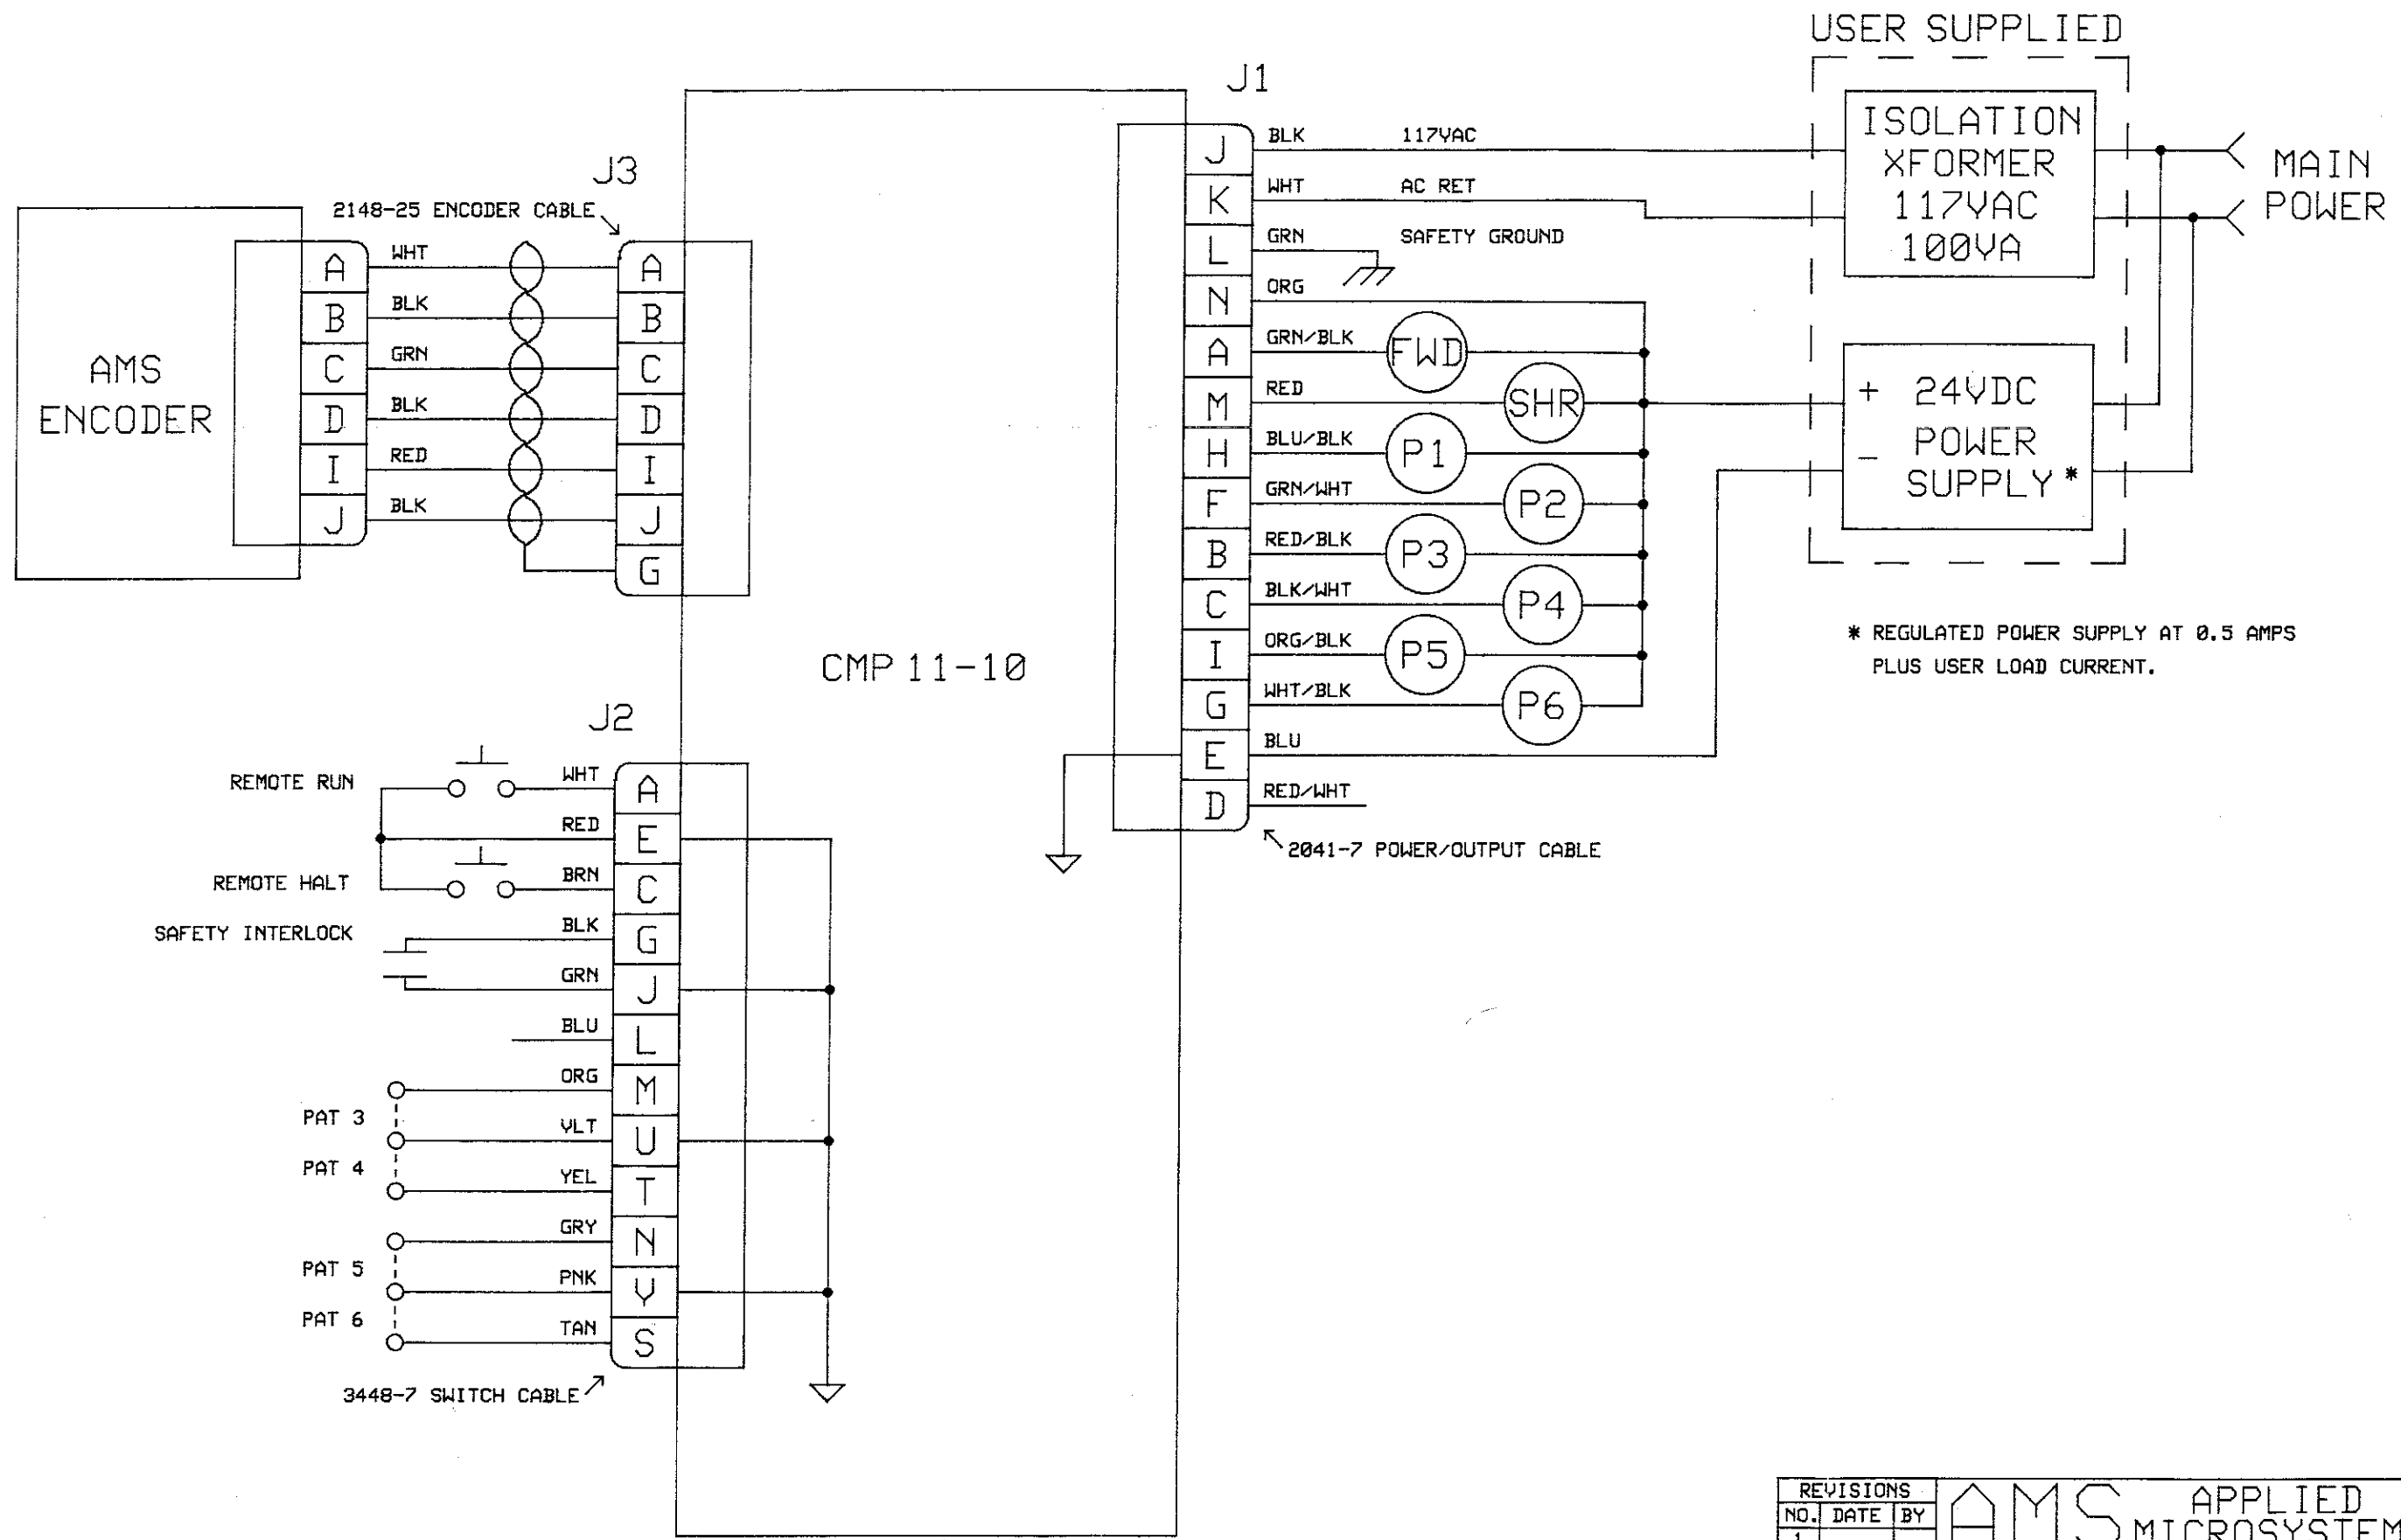 USER SUPPLIED
J1
ISOLATION
XFORMER
117VAC
100VA
MAIN
POWER
J BLK 117VAC
K WHT AC RET
L GRN SAFETY GROUND
N ORG
A GRN/BLK FWD
M RED SHR
H BLU/BLK P1
F GRN/WHT P2
B RED/BLK P3
C BLK/WHT P4
I ORG/BLK P5
G WHT/BLK P6
E BLU
D RED/WHT
2041-7 POWER/OUTPUT CABLE
+ 24VDC
POWER
- SUPPLY *
* REGULATED POWER SUPPLY AT 0.5 AMPS
PLUS USER LOAD CURRENT.
J3
2148-25 ENCODER CABLE
AMS
ENCODER
A WHT A
B BLK B
C GRN C
D BLK D
I RED I
J BLK J
G
CMP 11-10
J2
REMOTE RUN WHT A
RED E
REMOTE HALT BRN C
SAFETY INTERLOCK BLK G
GRN J
BLU L
ORG M
PAT 3
VLT U
PAT 4
YEL T
GRY N
PAT 5
PNK V
PAT 6
TAN S
3448-7 SWITCH CABLE
REVISIONS
NO. DATE BY
1
AMS
APPLIED